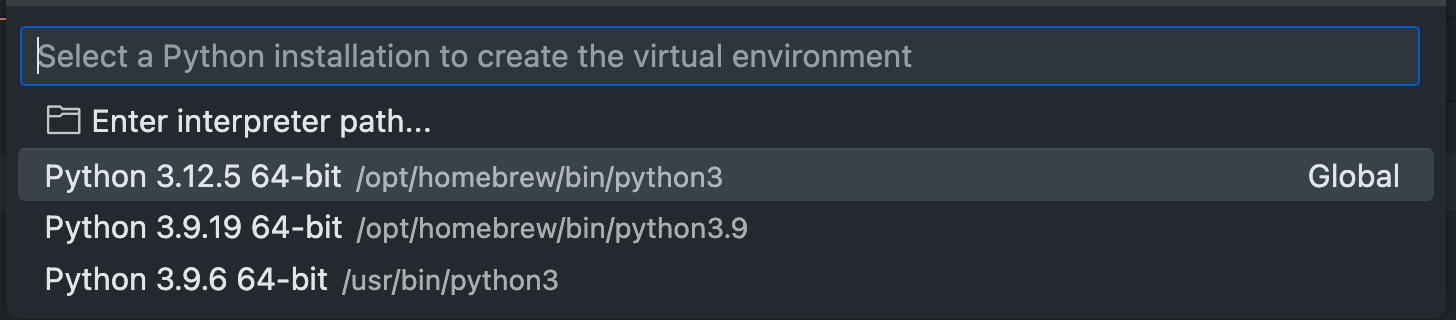 Select a Python installation to create the virtual environment
Enter interpreter path...
Python 3.12.5 64-bit /opt/homebrew/bin/python3 Global
Python 3.9.19 64-bit /opt/homebrew/bin/python3.9
Python 3.9.6 64-bit /usr/bin/python3